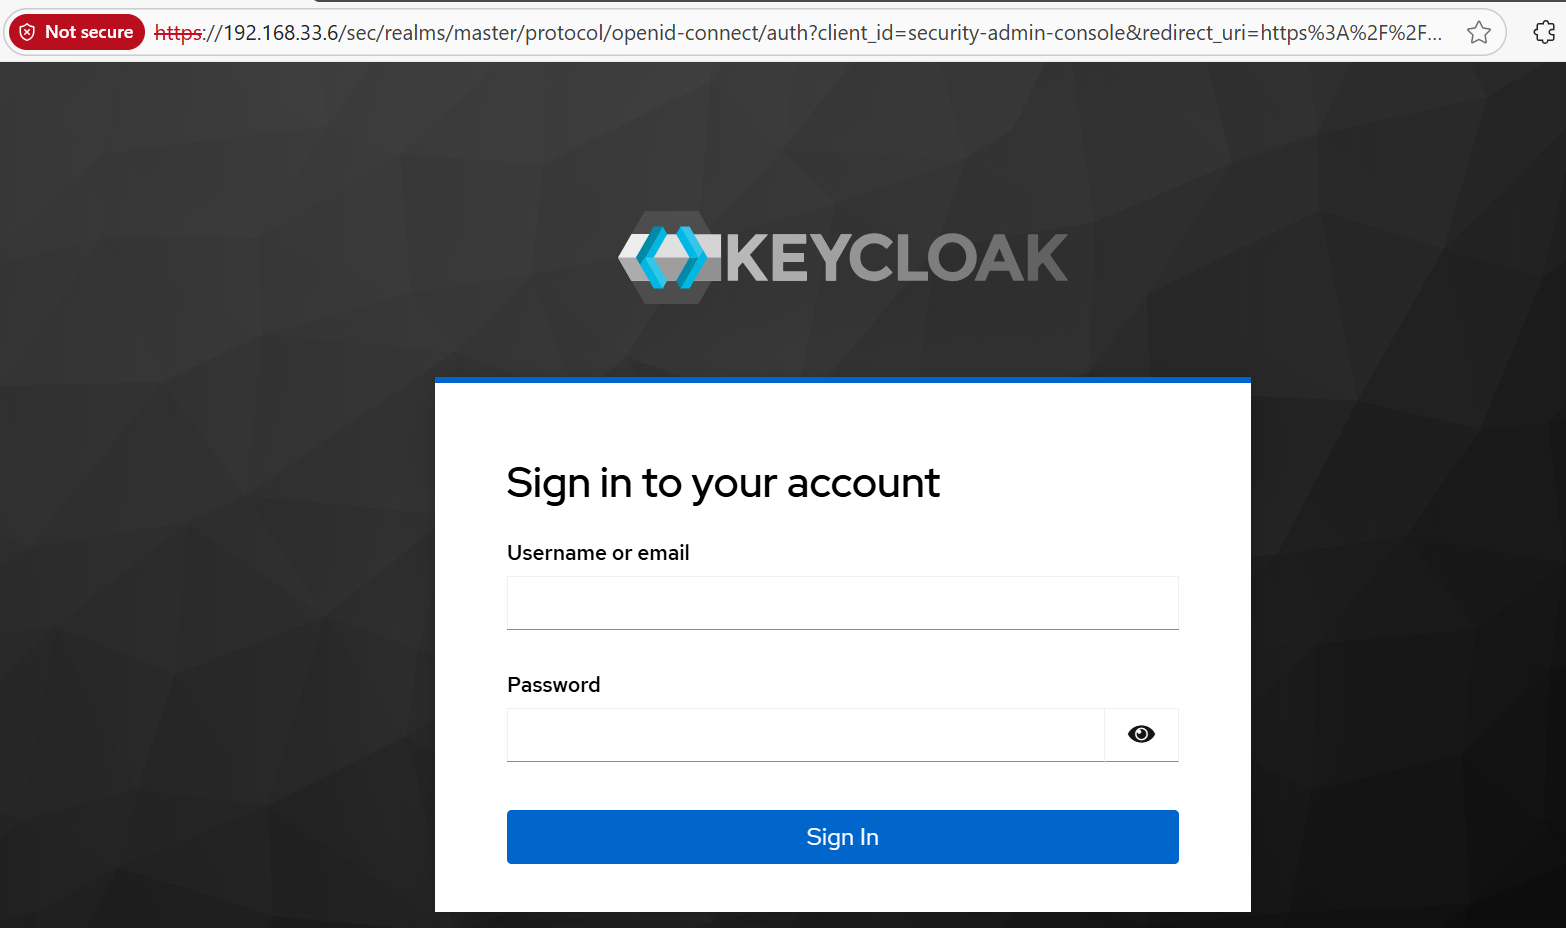 Not secure
https://192.168.33.6/sec/realms/master/protocol/openid-connect/auth?client_id=security-admin-console&redirect_uri=https%3A%2F%2F...
KEYCLOAK
Sign in to your account
Username or email
Password
Sign In